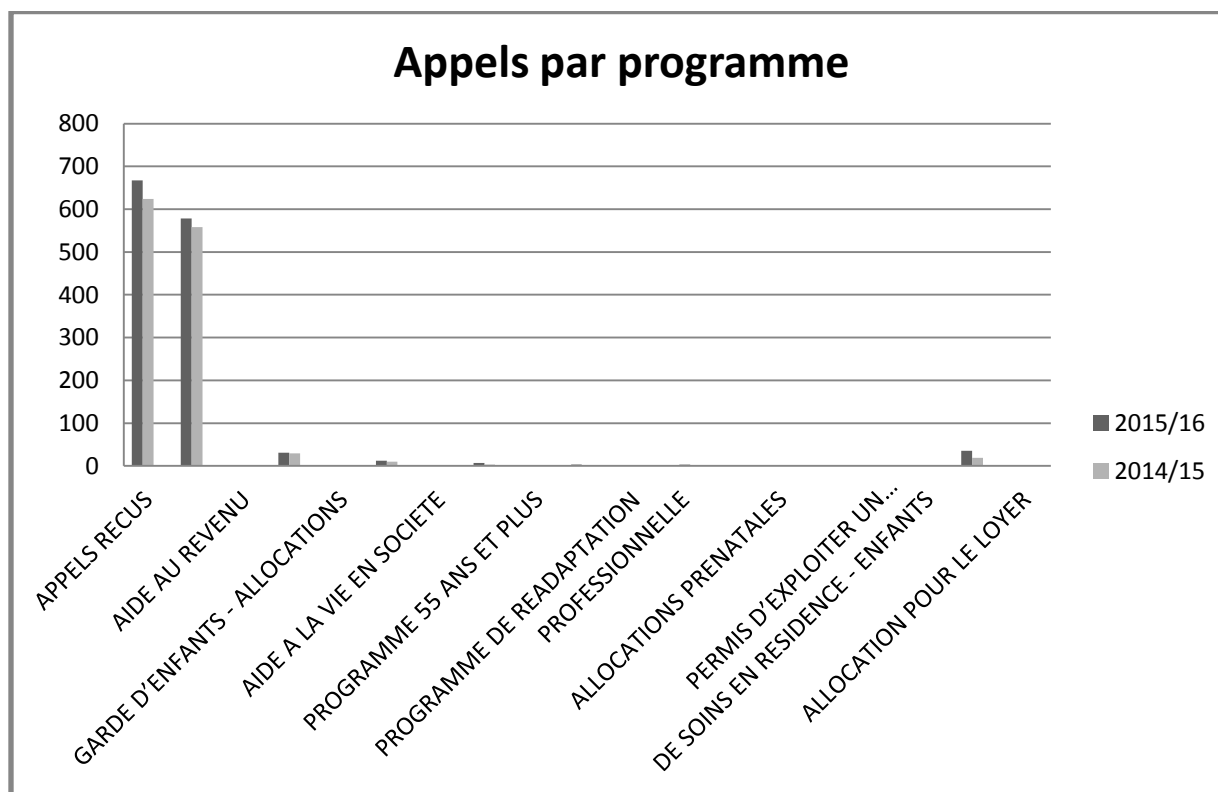 Appels par programme
800
700
600
500
400
300
200
100
0
2015/16
2014/15
APPELS RECUS
AIDE AU REVENU
GARDE D’ENFANTS - ALLOCATIONS
AIDE A LA VIE EN SOCIETE
PROGRAMME 55 ANS ET PLUS
PROGRAMME DE READAPTATION
PROFESSIONNELLE
ALLOCATIONS PRENATALES
PERMIS D’EXPLOITER UN…
DE SOINS EN RESIDENCE - ENFANTS
ALLOCATION POUR LE LOYER